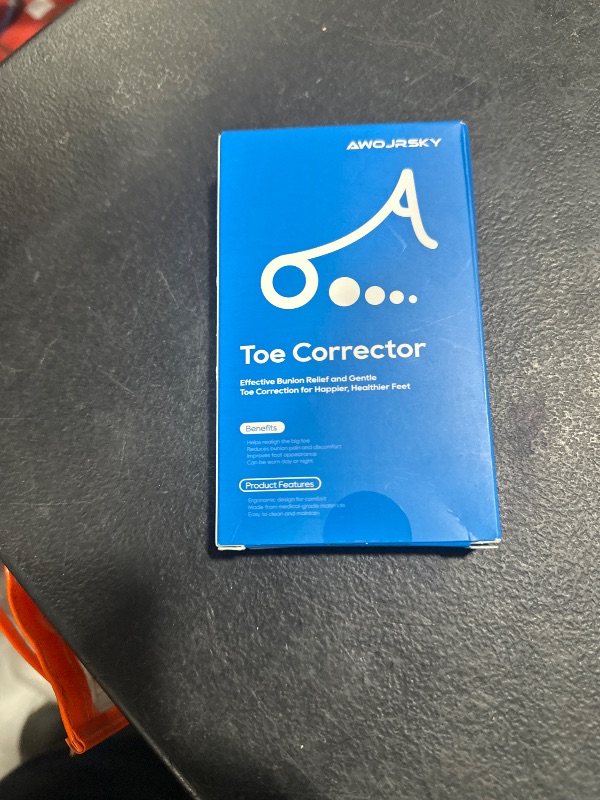 AWOJRSKY
Toe Corrector
Effective Bunion Relief and Gentle
Toe Correction for Happier, Healthier Feet
Benefits
Helps realign the big toe
Reduces bunion pain and discomfort
Improves foot appearance
Can be worn day or night
Product Features
Ergonomic design for comfort
Made from medical-grade materials
Easy to clean and maintain